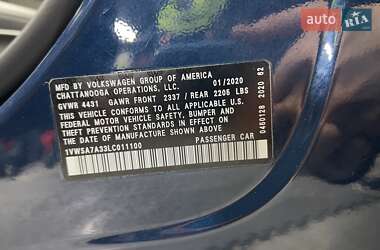 AUTO RIA
MFD BY VOLKSWAGEN GROUP OF AMERICA
CHATTANOOGA OPERATIONS, LLC. 01/2020
GVWR 4431 GAWR FRONT 2337 / REAR 2205 LBS
THIS VEHICLE CONFORMS TO ALL APPLICABLE U.S.
FEDERAL MOTOR VEHICLE SAFETY, BUMPER, AND
THEFT PREVENTION STANDARDS IN EFFECT ON
THE DATE OF MANUFACTURE SHOWN ABOVE.
1VWSA7A33LC011100 PASSENGER CAR
0450128 2020 62